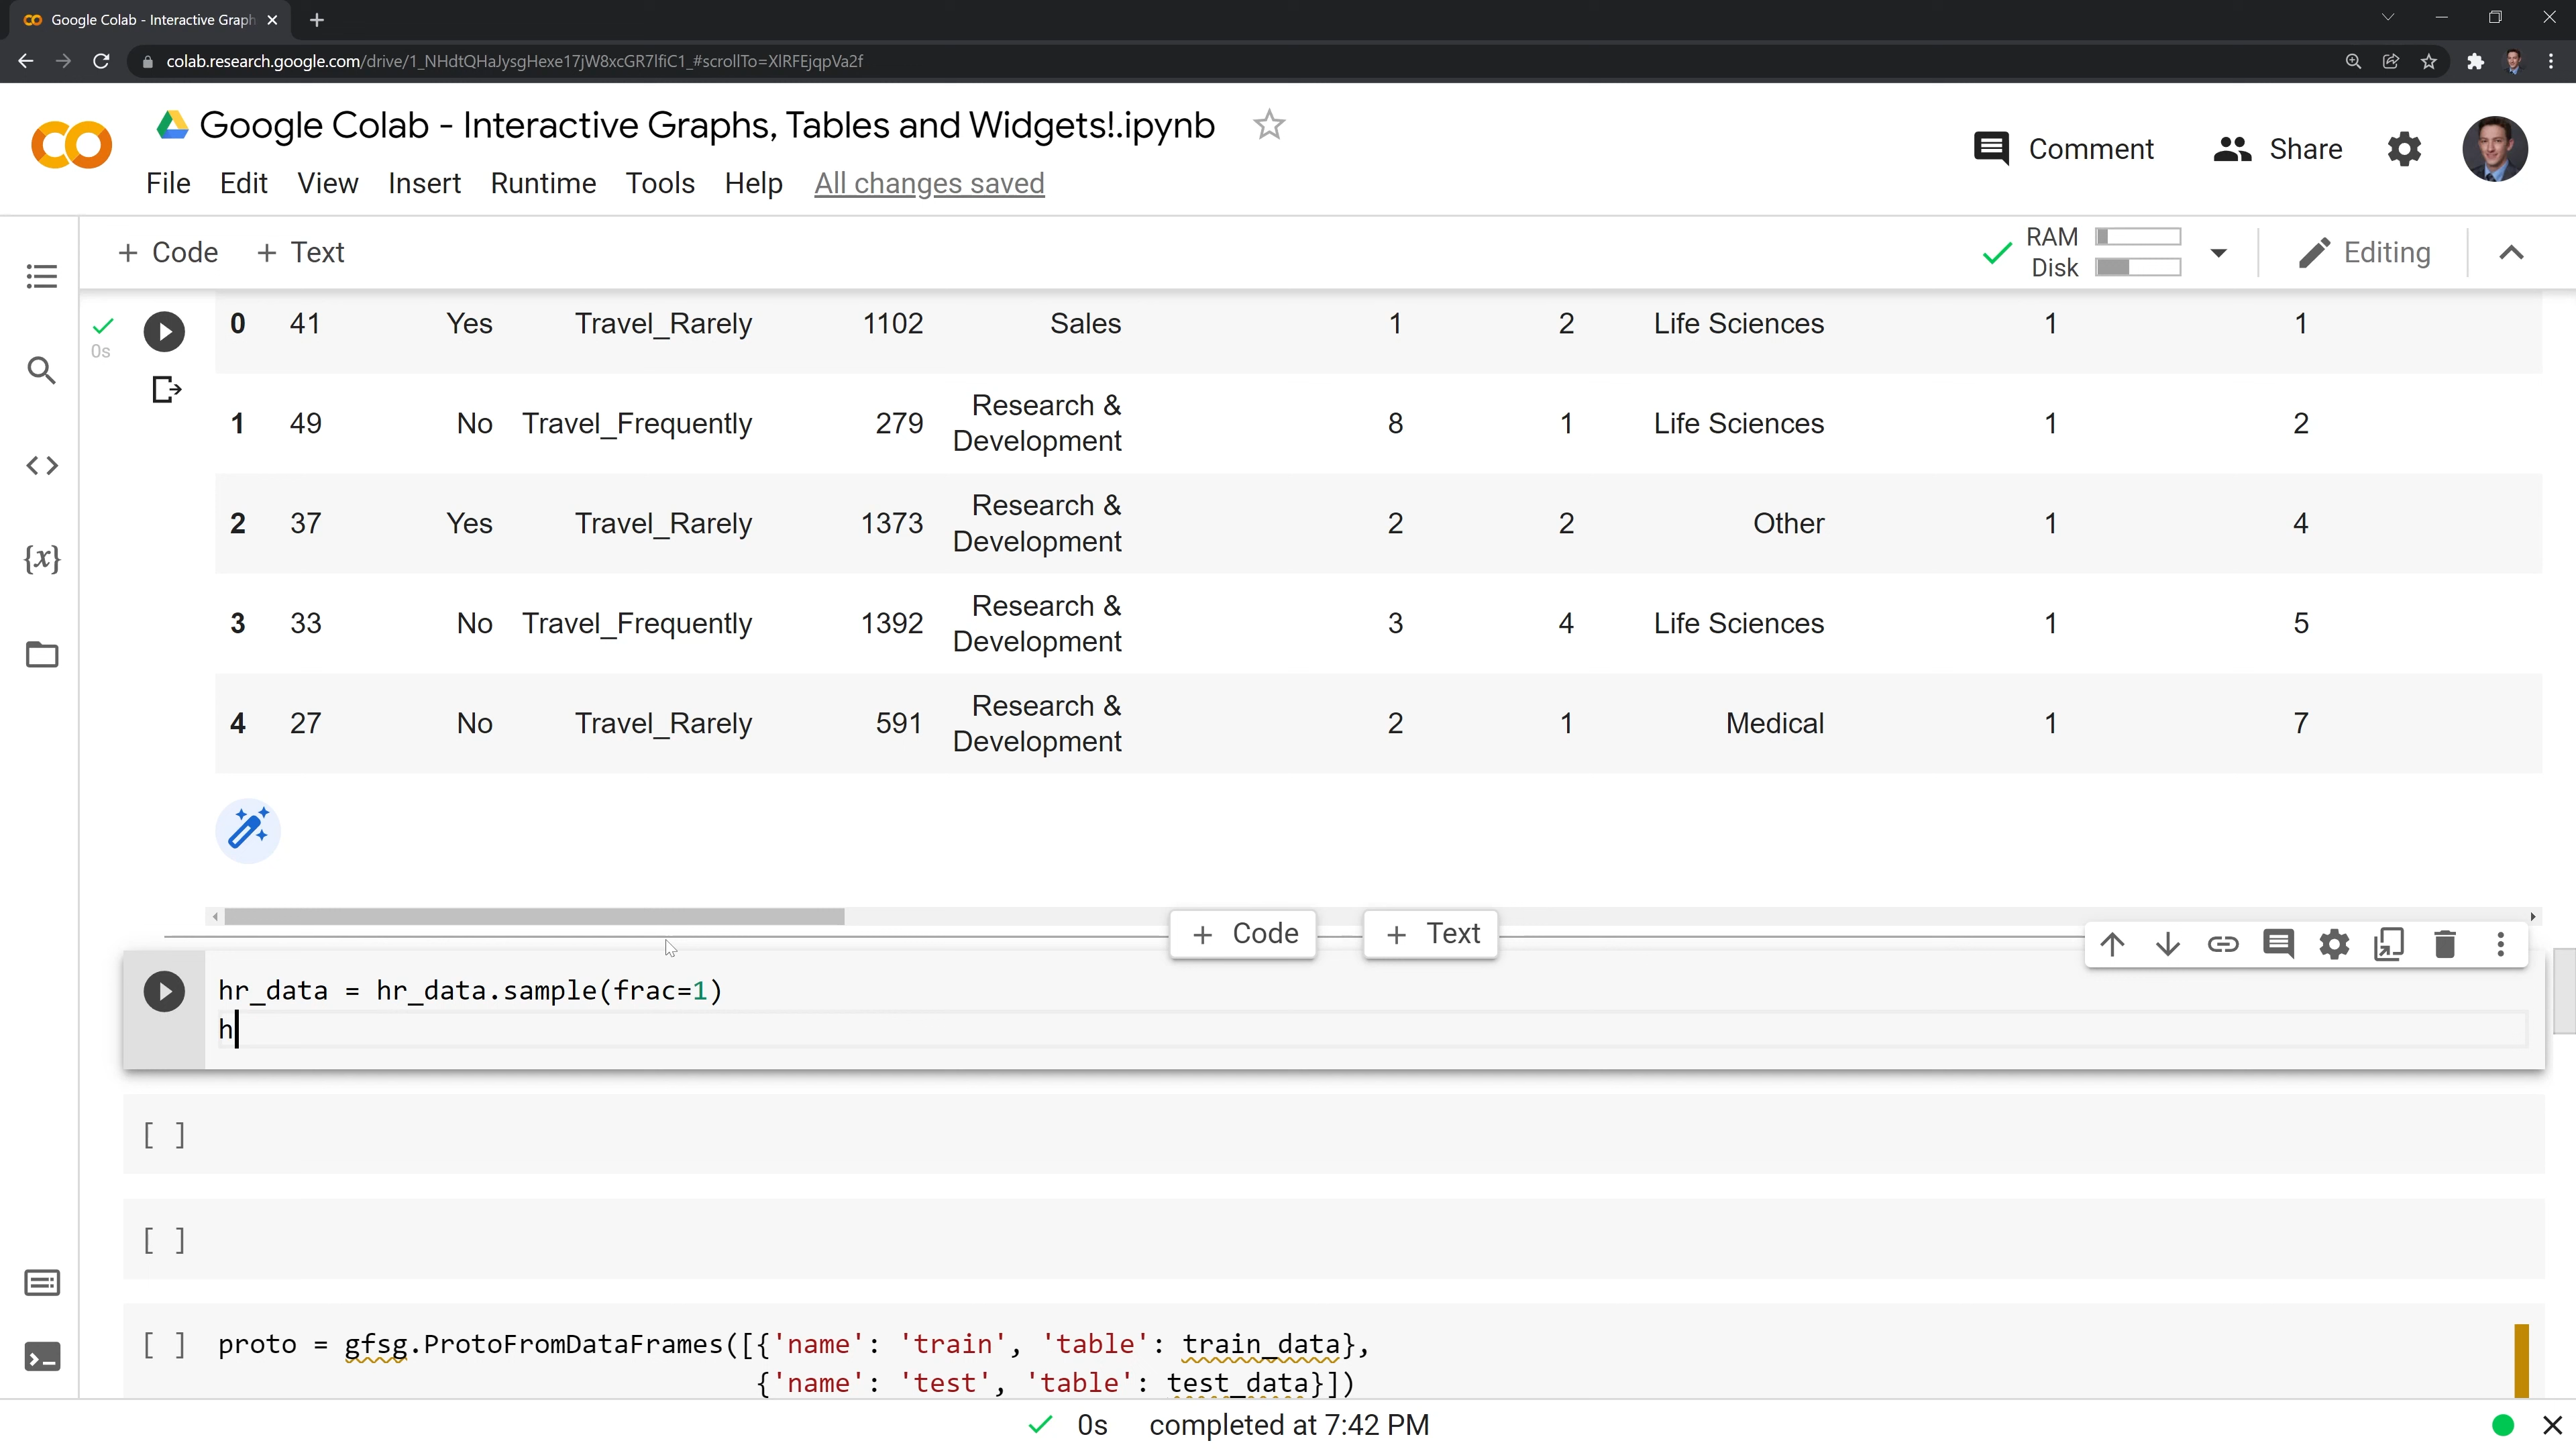 Google Colab - Interactive Graph
colab.research.google.com/drive/1_NHdtQHaJysgHexe17jW8xcGR7lfiC1_#scrollTo=XlRFEjqpVa2f
Google Colab - Interactive Graphs, Tables and Widgets!.ipynb
Comment Share
File Edit View Insert Runtime Tools Help All changes saved
+ Code + Text
RAM
Disk
Editing
0 41 Yes Travel_Rarely 1102 Sales 1 2 Life Sciences 1 1
0s
1 49 No Travel_Frequently 279 Research & Development 8 1 Life Sciences 1 2
2 37 Yes Travel_Rarely 1373 Research & Development 2 2 Other 1 4
{x}
3 33 No Travel_Frequently 1392 Research & Development 3 4 Life Sciences 1 5
4 27 No Travel_Rarely 591 Research & Development 2 1 Medical 1 7
+ Code + Text
hr_data = hr_data.sample(frac=1)
h
[ ]
[ ]
[ ] proto = gfsg.ProtoFromDataFrames([{'name': 'train', 'table': train_data},
{'name': 'test', 'table': test_data}])
0s completed at 7:42 PM